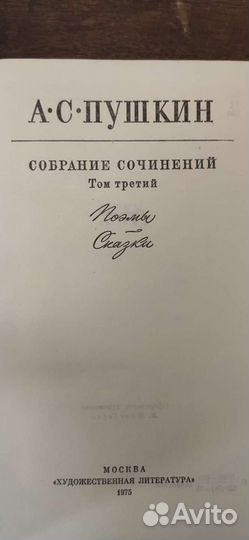 А·С·ПУШКИН
СОБРАНИЕ СОЧИНЕНИЙ
Том третий
Поэмы
Сказки
МОСКВА
«ХУДОЖЕСТВЕННАЯ ЛИТЕРАТУРА»
1975
Avito